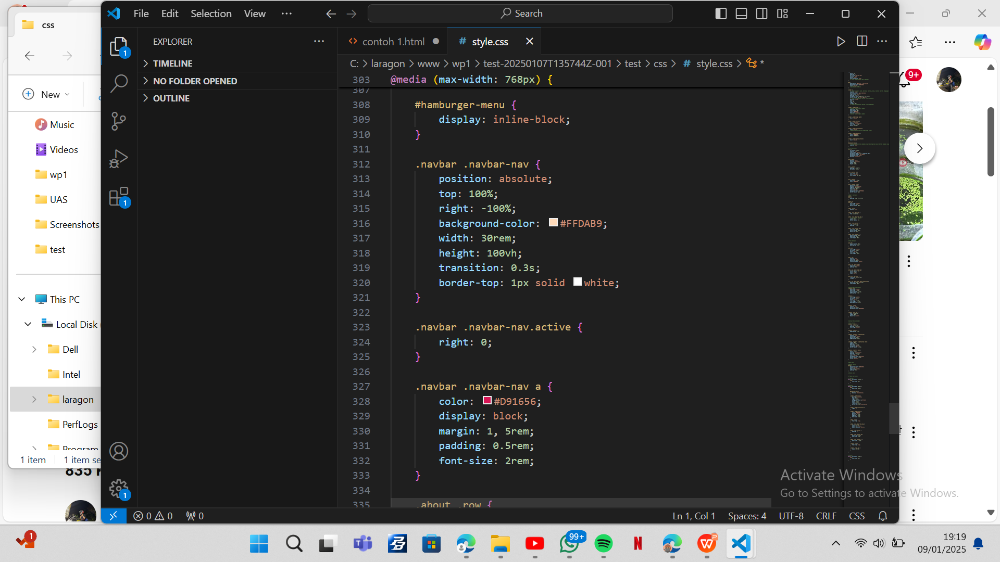 css
New
Music
Videos
wp1
UAS
Screenshots
test
This PC
Local Disk
Dell
Intel
laragon
PerfLogs
Program
1 item
1 item se
835
File Edit Selection View
Search
EXPLORER
TIMELINE
NO FOLDER OPENED
OUTLINE
contoh 1.html
# style.css
C: > laragon > www > wp1 > test-20250107T135744Z-001 > test > css > # style.css > *
303 @media (max-width: 768px) {
307
308 #hamburger-menu {
309 display: inline-block;
310 }
311
312 .navbar .navbar-nav {
313 position: absolute;
314 top: 100%;
315 right: -100%;
316 background-color: #FFDAB9;
317 width: 30rem;
318 height: 100vh;
319 transition: 0.3s;
320 border-top: 1px solid white;
321 }
322
323 .navbar .navbar-nav.active {
324 right: 0;
325 }
326
327 .navbar .navbar-nav a {
328 color: #D91656;
329 display: block;
330 margin: 1, 5rem;
331 padding: 0.5rem;
332 font-size: 2rem;
333 }
334
335 .about .row {
1
1
1
9+
Activate Windows
Go to Settings to activate Windows.
0 0 0
Ln 1, Col 1 Spaces: 4 UTF-8 CRLF CSS
1
99+
19:19
09/01/2025